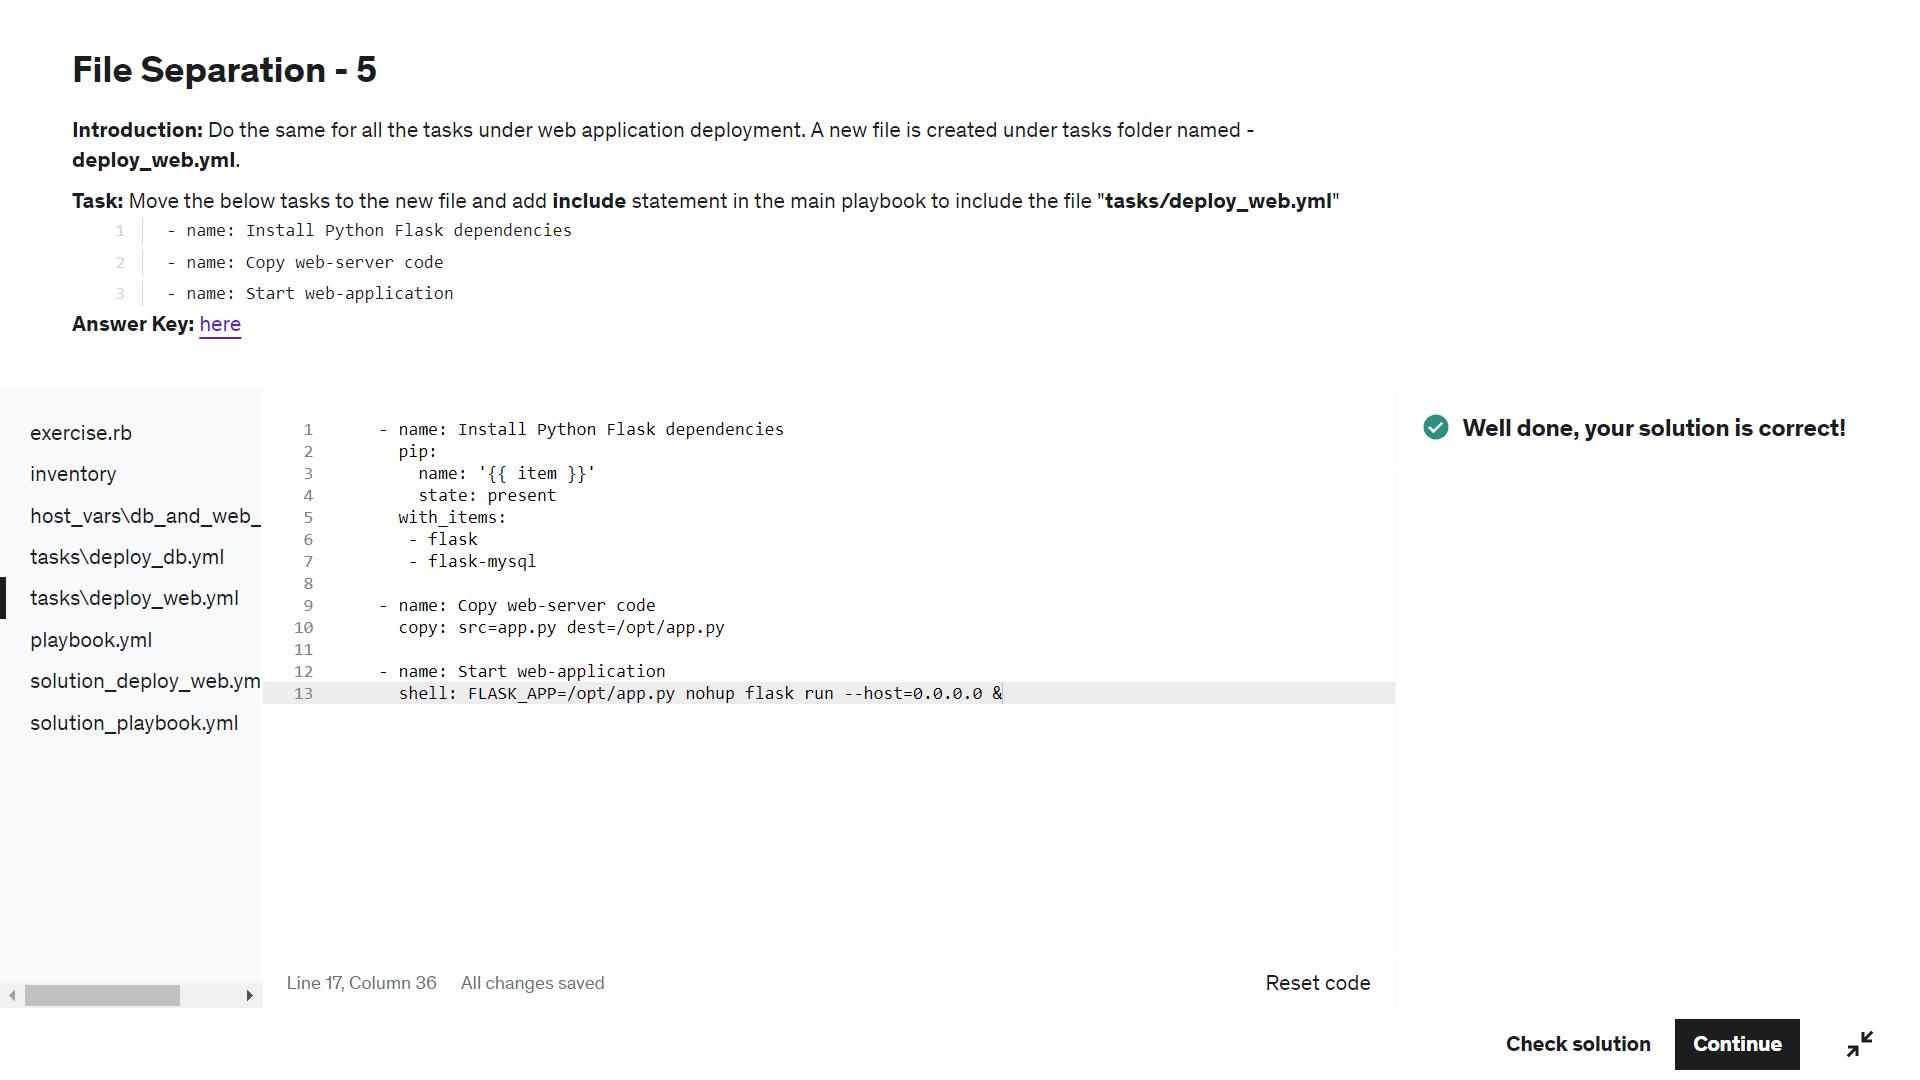 File Separation - 5
Introduction: Do the same for all the tasks under web application deployment. A new file is created under tasks folder named -
deploy_web.yml.
Task: Move the below tasks to the new file and add include statement in the main playbook to include the file "tasks/deploy_web.yml"
1 - name: Install Python Flask dependencies
2 - name: Copy web-server code
3 - name: Start web-application
Answer Key: here
exercise.rb
inventory
host_vars\db_and_web_
tasks\deploy_db.yml
tasks\deploy_web.yml
playbook.yml
solution_deploy_web.ym
solution_playbook.yml
1 - name: Install Python Flask dependencies
2 pip:
3 name: '{{ item }}'
4 state: present
5 with_items:
6 - flask
7 - flask-mysql
8
9 - name: Copy web-server code
10 copy: src=app.py dest=/opt/app.py
11
12 - name: Start web-application
13 shell: FLASK_APP=/opt/app.py nohup flask run --host=0.0.0.0 &
Well done, your solution is correct!
Line 17, Column 36 All changes saved
Reset code
Check solution
Continue